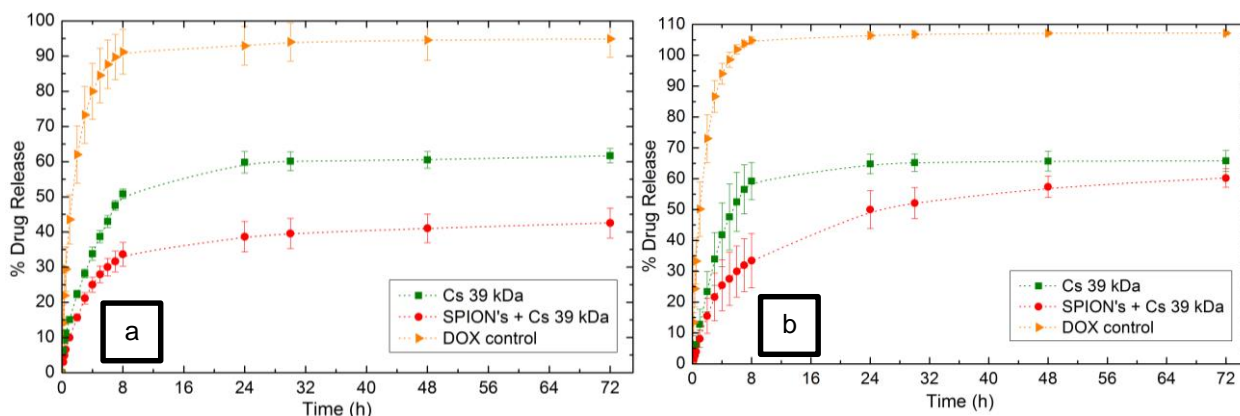 100
90
80
70
60
50
40
30
20
10
0
% Drug Release
a
Cs 39 kDa
SPION's + Cs 39 kDa
DOX control
0 8 16 24 32 40 48 56 64 72
Time (h)
110
100
90
80
70
60
50
40
30
20
10
0
% Drug Release
b
Cs 39 kDa
SPION's + Cs 39 kDa
DOX control
0 8 16 24 32 40 48 56 64 72
Time (h)